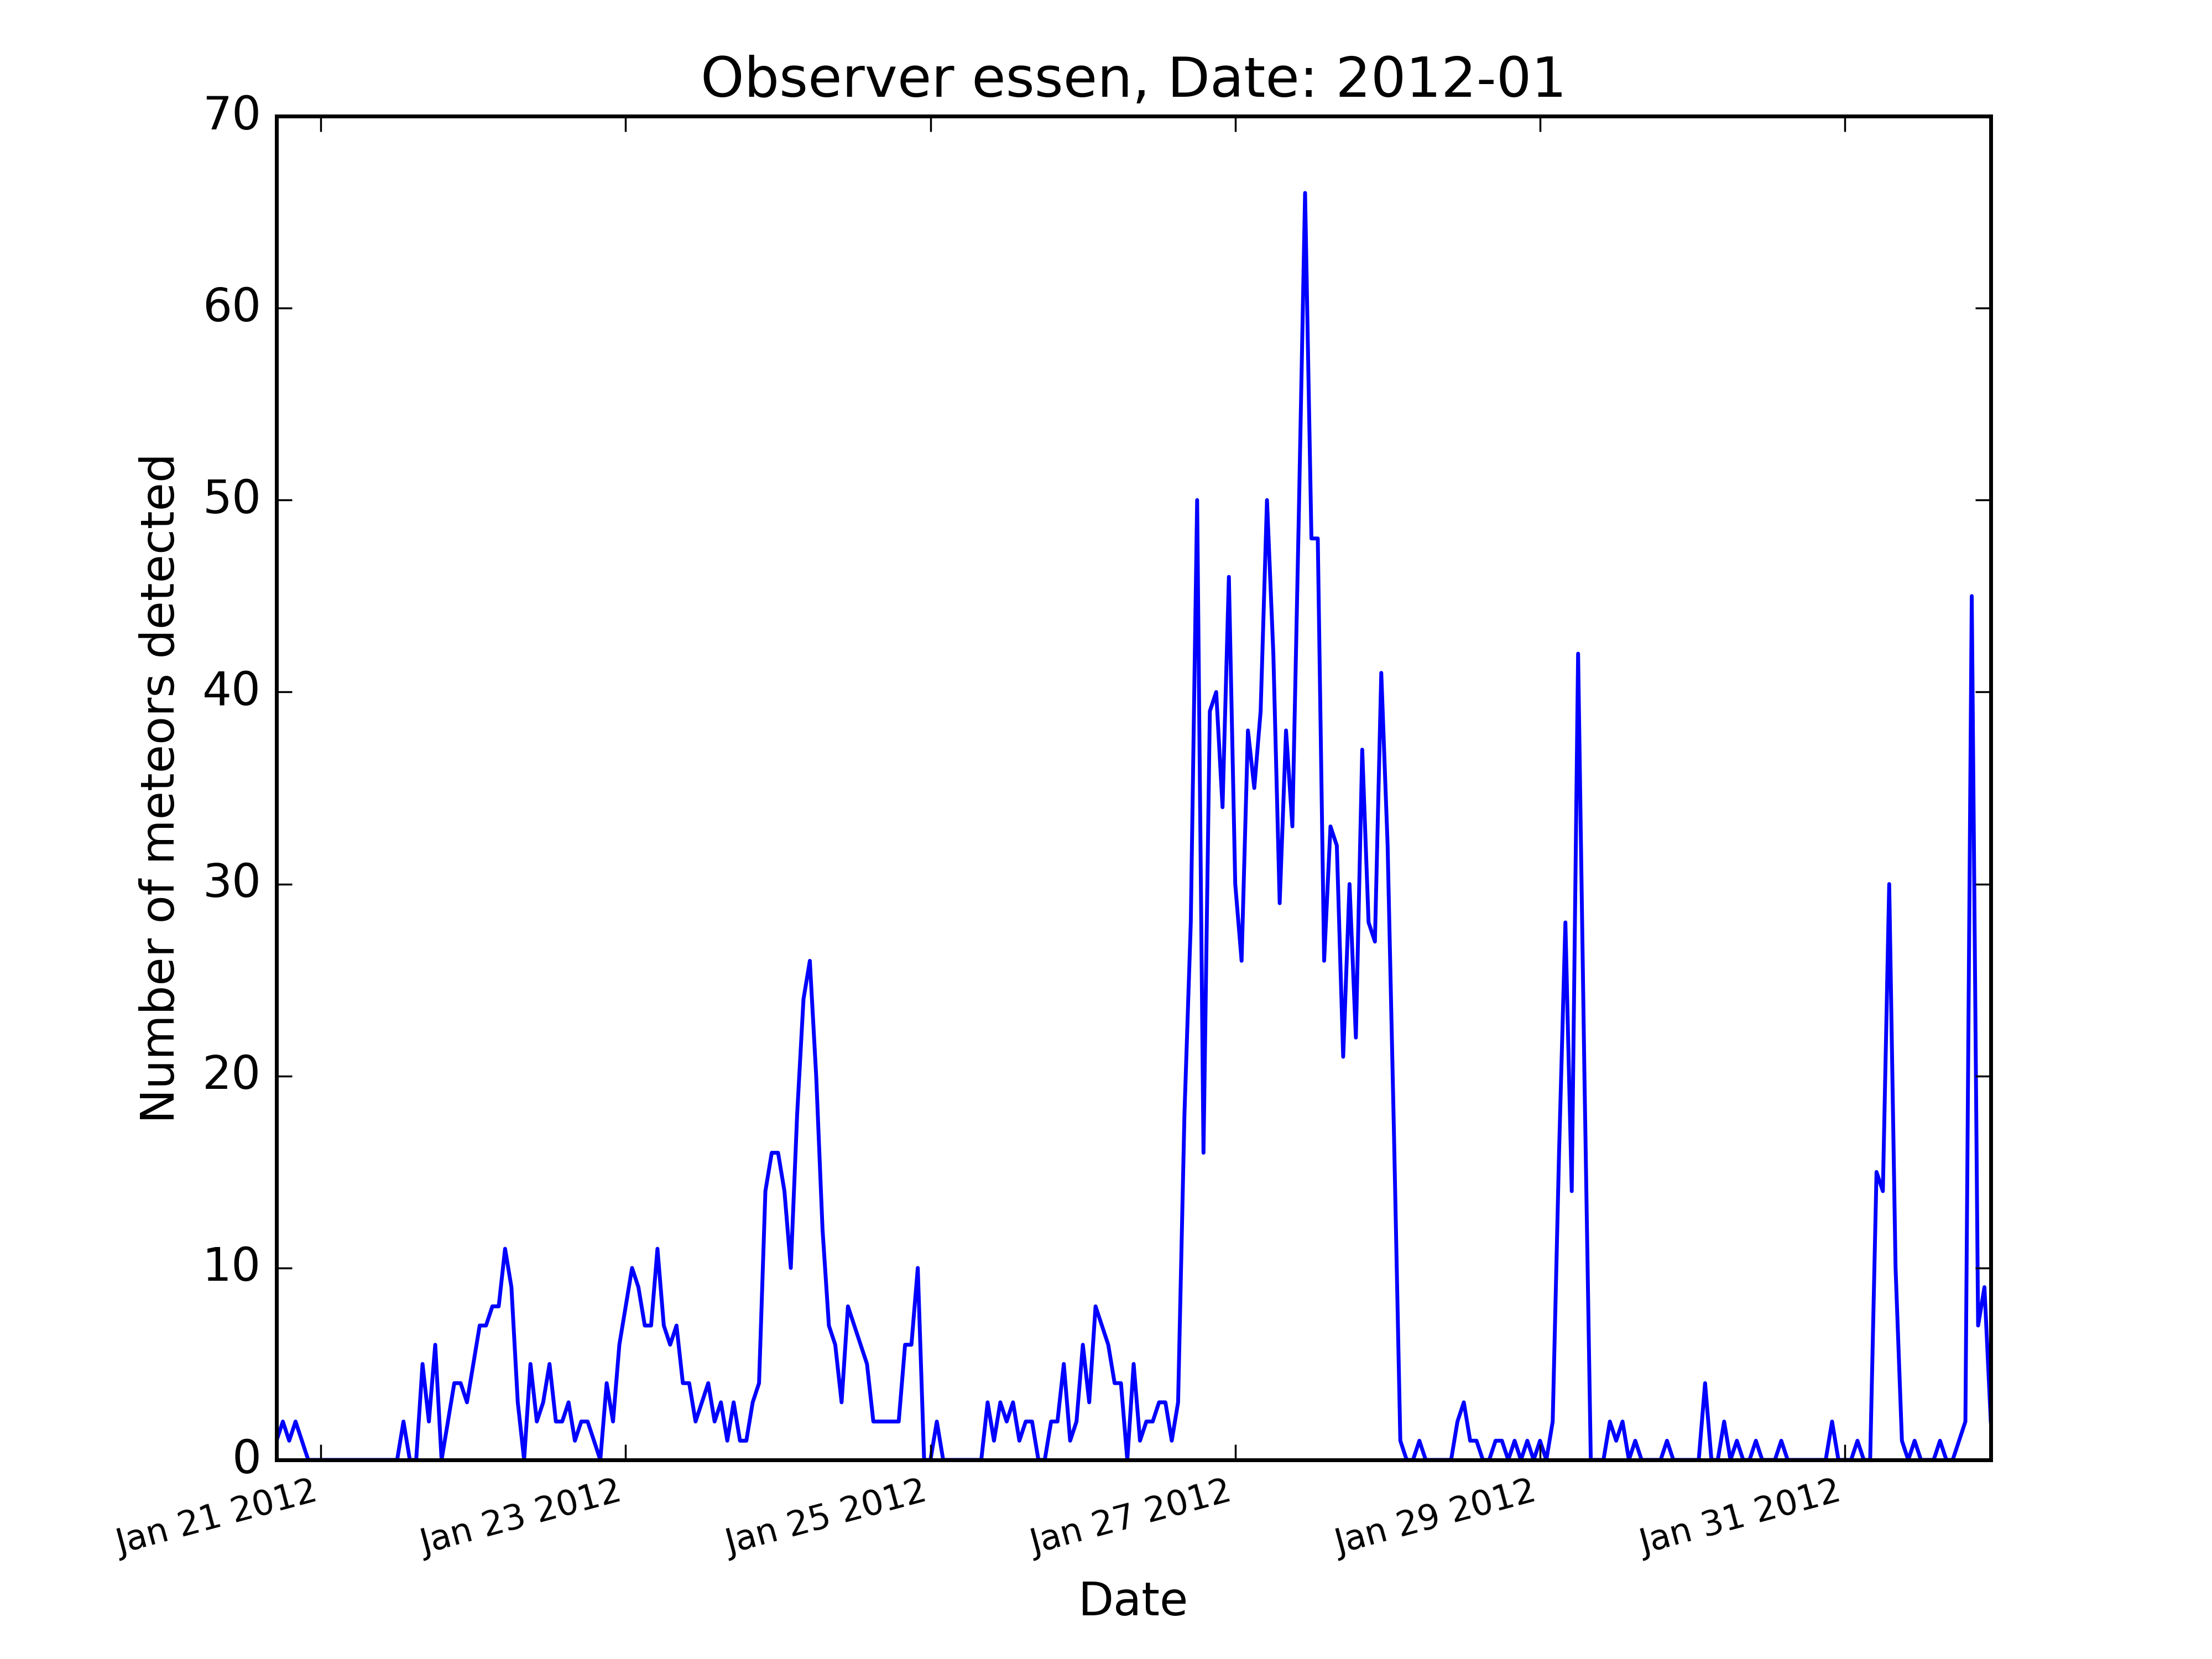 Observer essen, Date: 2012-01
Number of meteors detected
70
60
50
40
30
20
10
0
Jan 21 2012
Jan 23 2012
Jan 25 2012
Jan 27 2012
Jan 29 2012
Jan 31 2012
Date